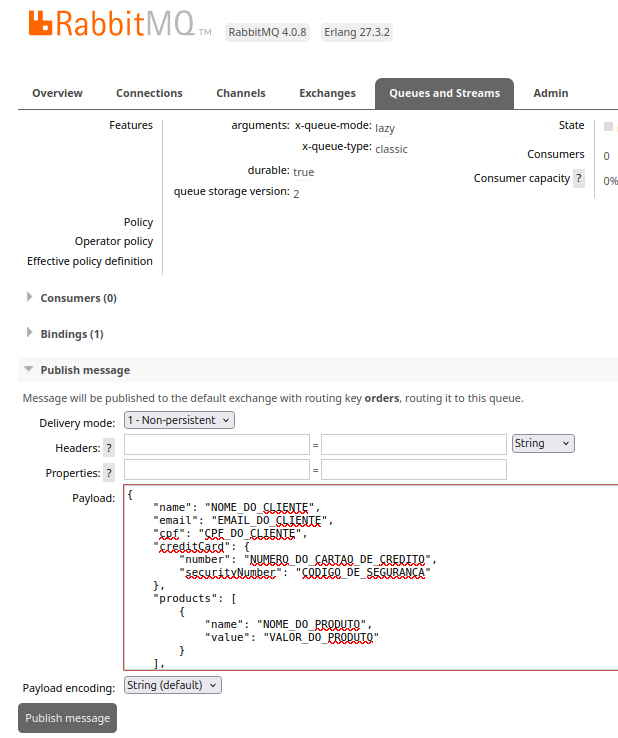 RabbitMQ TM RabbitMQ 4.0.8 Erlang 27.3.2
Overview Connections Channels Exchanges Queues and Streams Admin
Features arguments: x-queue-mode: lazy State
x-queue-type: classic Consumers 0
durable: true Consumer capacity ? 0%
queue storage version: 2
Policy
Operator policy
Effective policy definition
Consumers (0)
Bindings (1)
Publish message
Message will be published to the default exchange with routing key orders, routing it to this queue.
Delivery mode: 1 - Non-persistent
Headers: ? = String
Properties: ? =
Payload:
{
"name": "NOME_DO_CLIENTE",
"email": "EMAIL_DO_CLIENTE",
"cpf": "CPF_DO_CLIENTE",
"creditCard": {
"number": "NUMERO_DO_CARTAO_DE_CREDITO",
"securityNumber": "CODIGO_DE_SEGURANCA"
},
"products": [
{
"name": "NOME_DO_PRODUTO",
"value": "VALOR_DO_PRODUTO"
}
],
Payload encoding: String (default)
Publish message